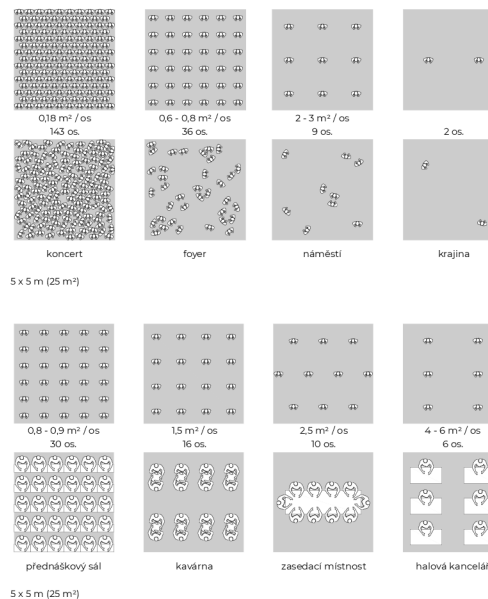 0,18 m² / os 0,6 - 0,8 m² / os 2 - 3 m² / os
143 os. 36 os. 9 os. 2 os.
koncert foyer náměstí krajina
5 x 5 m (25 m²)
0,8 - 0,9 m² / os 1,5 m² / os 2,5 m² / os 4 - 6 m² / os
30 os. 16 os. 10 os. 6 os.
přednáškový sál kavárna zasedací místnost halová kancelář
5 x 5 m (25 m²)